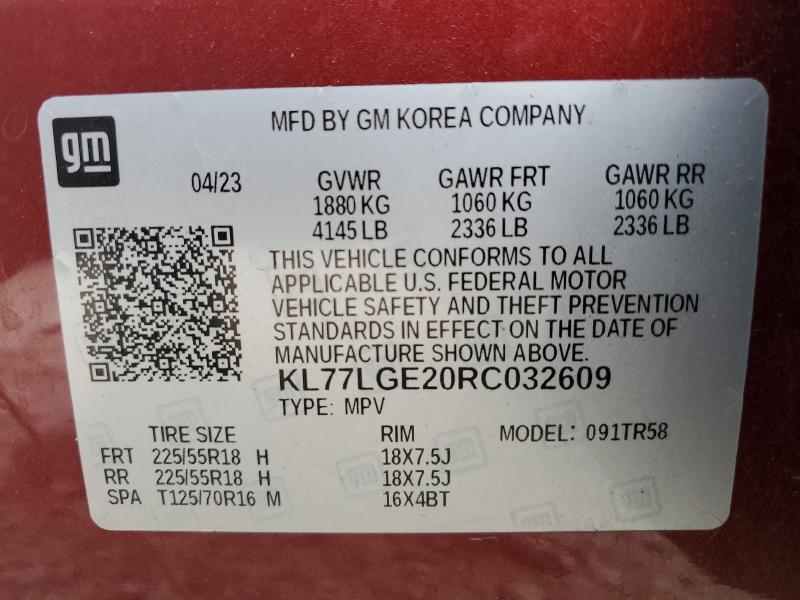 gm
MFD BY GM KOREA COMPANY
04/23 GVWR GAWR FRT GAWR RR
1880 KG 1060 KG 1060 KG
4145 LB 2336 LB 2336 LB
THIS VEHICLE CONFORMS TO ALL
APPLICABLE U.S. FEDERAL MOTOR
VEHICLE SAFETY AND THEFT PREVENTION
STANDARDS IN EFFECT ON THE DATE OF
MANUFACTURE SHOWN ABOVE.
KL77LGE20RC032609
TYPE: MPV
TIRE SIZE RIM MODEL: 091TR58
FRT 225/55R18 H 18X7.5J
RR 225/55R18 H 18X7.5J
SPA T125/70R16 M 16X4BT